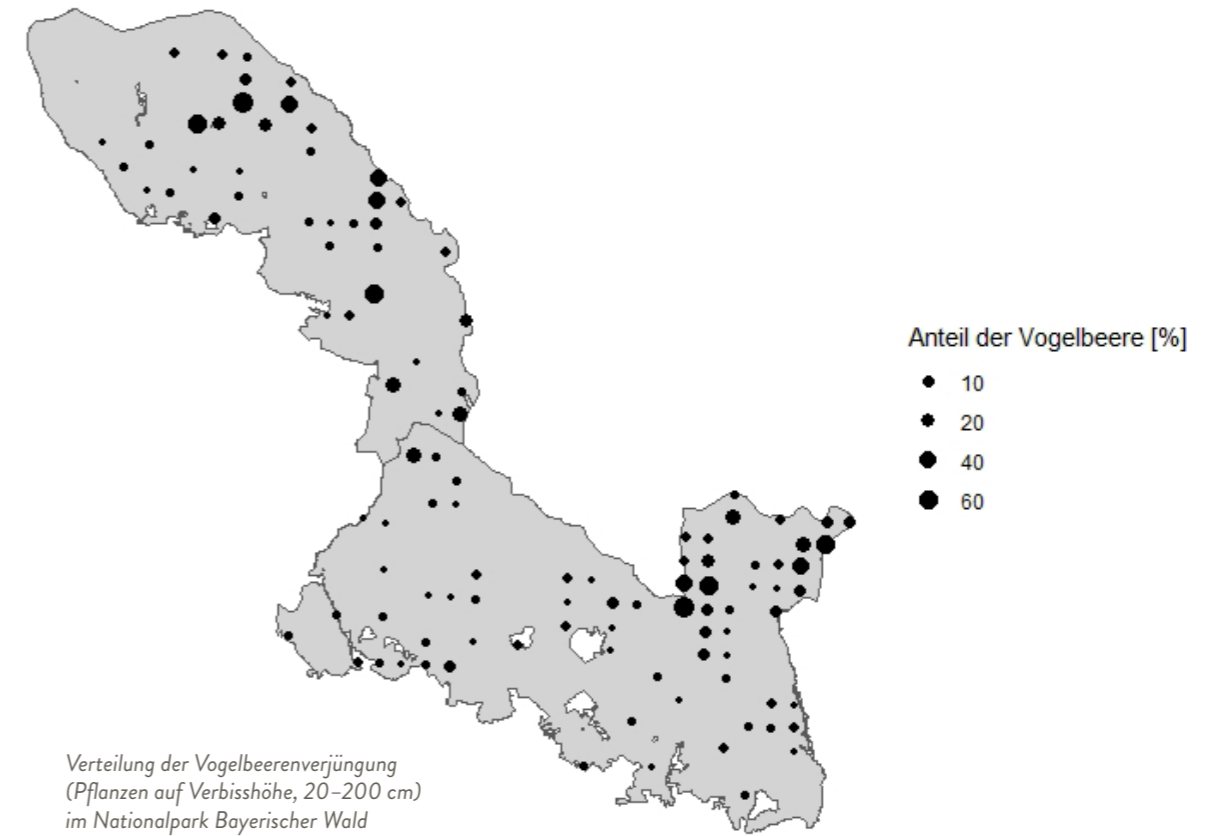 Anteil der Vogelbeere [%]
10
20
40
60
Verteilung der Vogelbeerenverjüngung
(Pflanzen auf Verbisshöhe, 20–200 cm)
im Nationalpark Bayerischer Wald